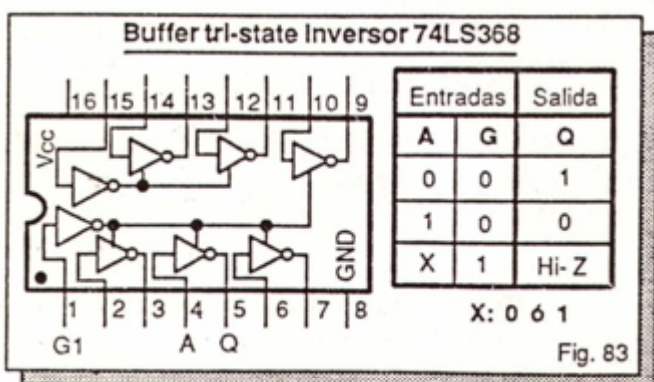 Buffer tri-state Inversor 74LS368
16 15 14 13 12 11 10 9
Vcc
GND
1 2 3 4 5 6 7 8
G1 A Q
Entradas Salida
A G Q
0 0 1
1 0 0
X 1 Hi-Z
X: 0 ó 1
Fig. 83